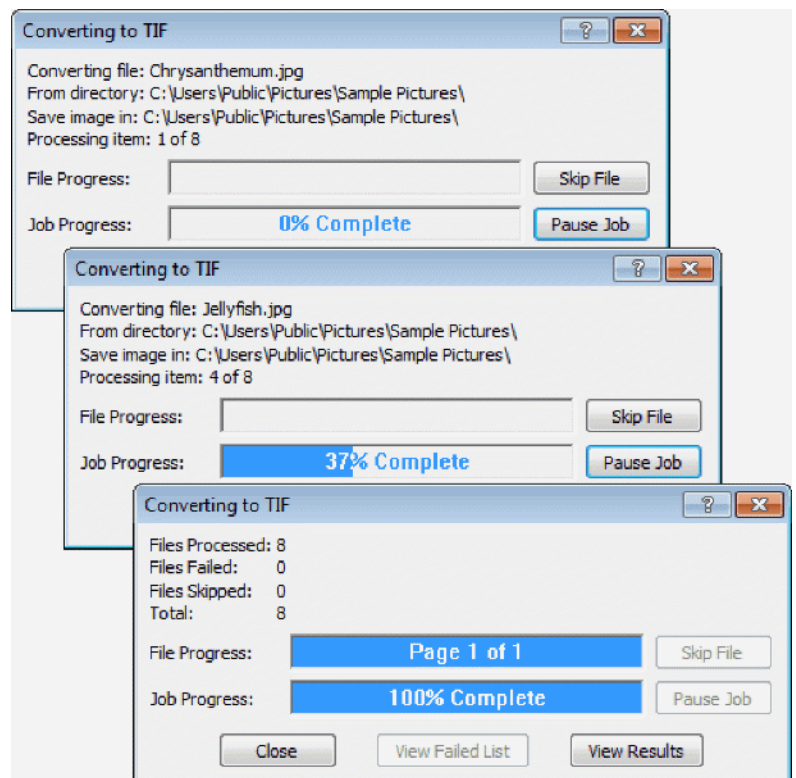 Converting to TIF
Converting file: Chrysanthemum.jpg
From directory: C:\Users\Public\Pictures\Sample Pictures\
Save image in: C:\Users\Public\Pictures\Sample Pictures\
Processing item: 1 of 8
File Progress: Skip File
Job Progress: 0% Complete Pause Job
Converting to TIF
Converting file: Jellyfish.jpg
From directory: C:\Users\Public\Pictures\Sample Pictures\
Save image in: C:\Users\Public\Pictures\Sample Pictures\
Processing item: 4 of 8
File Progress: Skip File
Job Progress: 37% Complete Pause Job
Converting to TIF
Files Processed: 8
Files Failed: 0
Files Skipped: 0
Total: 8
File Progress: Page 1 of 1 Skip File
Job Progress: 100% Complete Pause Job
Close View Failed List View Results